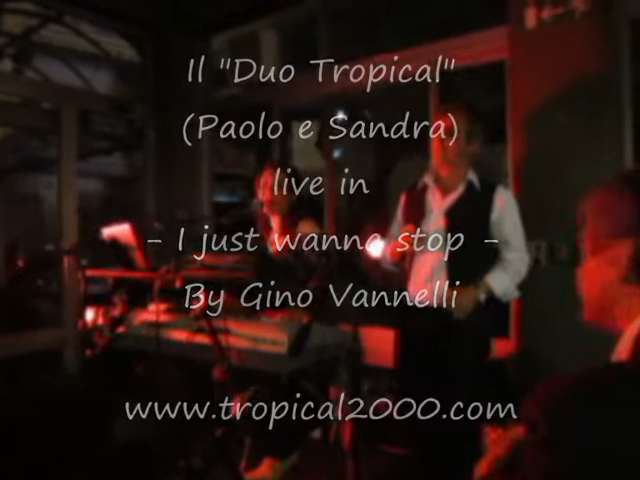 Il "Duo Tropical"
(Paolo e Sandra)
live in
- I just wanna stop -
By Gino Vannelli
www.tropical2000.com